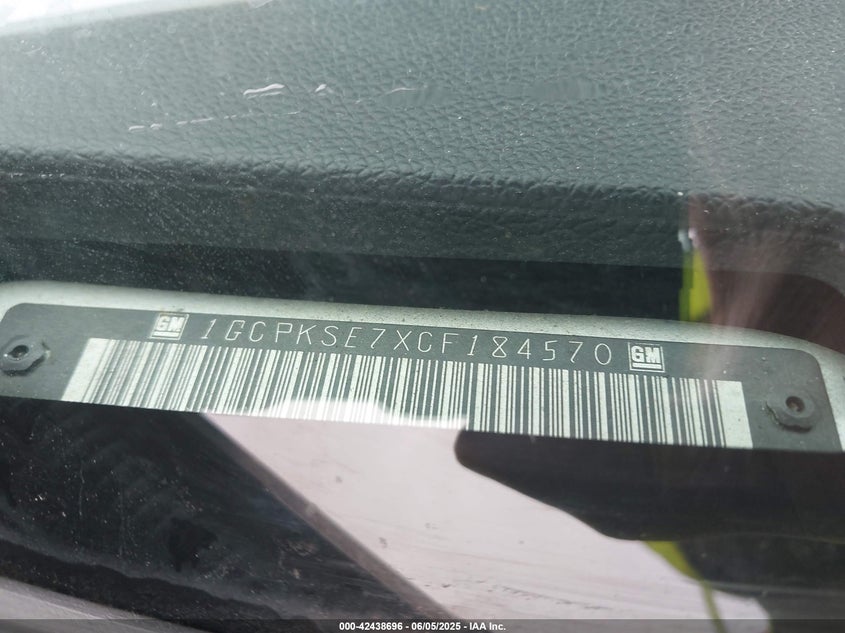 GM 1GCPKSE7XCF184570 GM
000-42438696 - 06/05/2025 - IAA Inc.